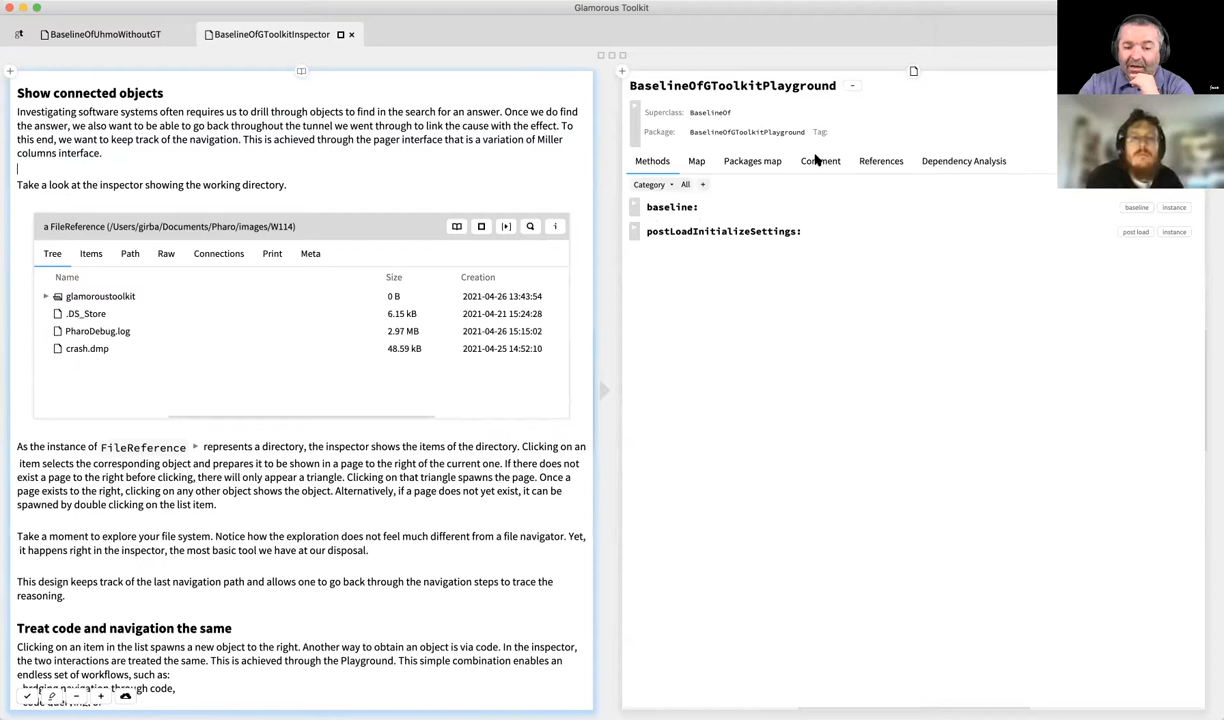 Glamorous Toolkit
BaselineOfUhmoWithoutGT
BaselineOfGToolkitInspector
Show connected objects
Investigating software systems often requires us to drill through objects to find in the search for an answer. Once we do find
the answer, we also want to be able to go back throughout the tunnel we went through to link the cause with the effect. To
this end, we want to keep track of the navigation. This is achieved through the pager interface that is a variation of Miller
columns interface.
Take a look at the inspector showing the working directory.
a FileReference (/Users/girba/Documents/Pharo/images/W114)
Tree Items Path Raw Connections Print Meta
Name Size Creation
glamoroustoolkit 0 B 2021-04-26 13:43:54
.DS_Store 6.15 kB 2021-04-21 15:24:28
PharoDebug.log 2.97 MB 2021-04-26 15:15:02
crash.dmp 48.59 kB 2021-04-25 14:52:10
As the instance of FileReference represents a directory, the inspector shows the items of the directory. Clicking on an
item selects the corresponding object and prepares it to be shown in a page to the right of the current one. If there does not
exist a page to the right before clicking, there will only appear a triangle. Clicking on that triangle spawns the page. Once a
page exists to the right, clicking on any other object shows the object. Alternatively, if a page does not yet exist, it can be
spawned by double clicking on the list item.
Take a moment to explore your file system. Notice how the exploration does not feel much different from a file navigator. Yet,
it happens right in the inspector, the most basic tool we have at our disposal.
This design keeps track of the last navigation path and allows one to go back through the navigation steps to trace the
reasoning.
Treat code and navigation the same
Clicking on an item in the list spawns a new object to the right. Another way to obtain an object is via code. In the inspector,
the two interactions are treated the same. This is achieved through the Playground. This simple combination enables an
endless set of workflows, such as:
through code,
BaselineOfGToolkitPlayground
Superclass: BaselineOf
Package: BaselineOfGToolkitPlayground Tag:
Methods Map Packages map Comment References Dependency Analysis
Category All +
baseline: baseline instance
postLoadInitializeSettings: post load instance